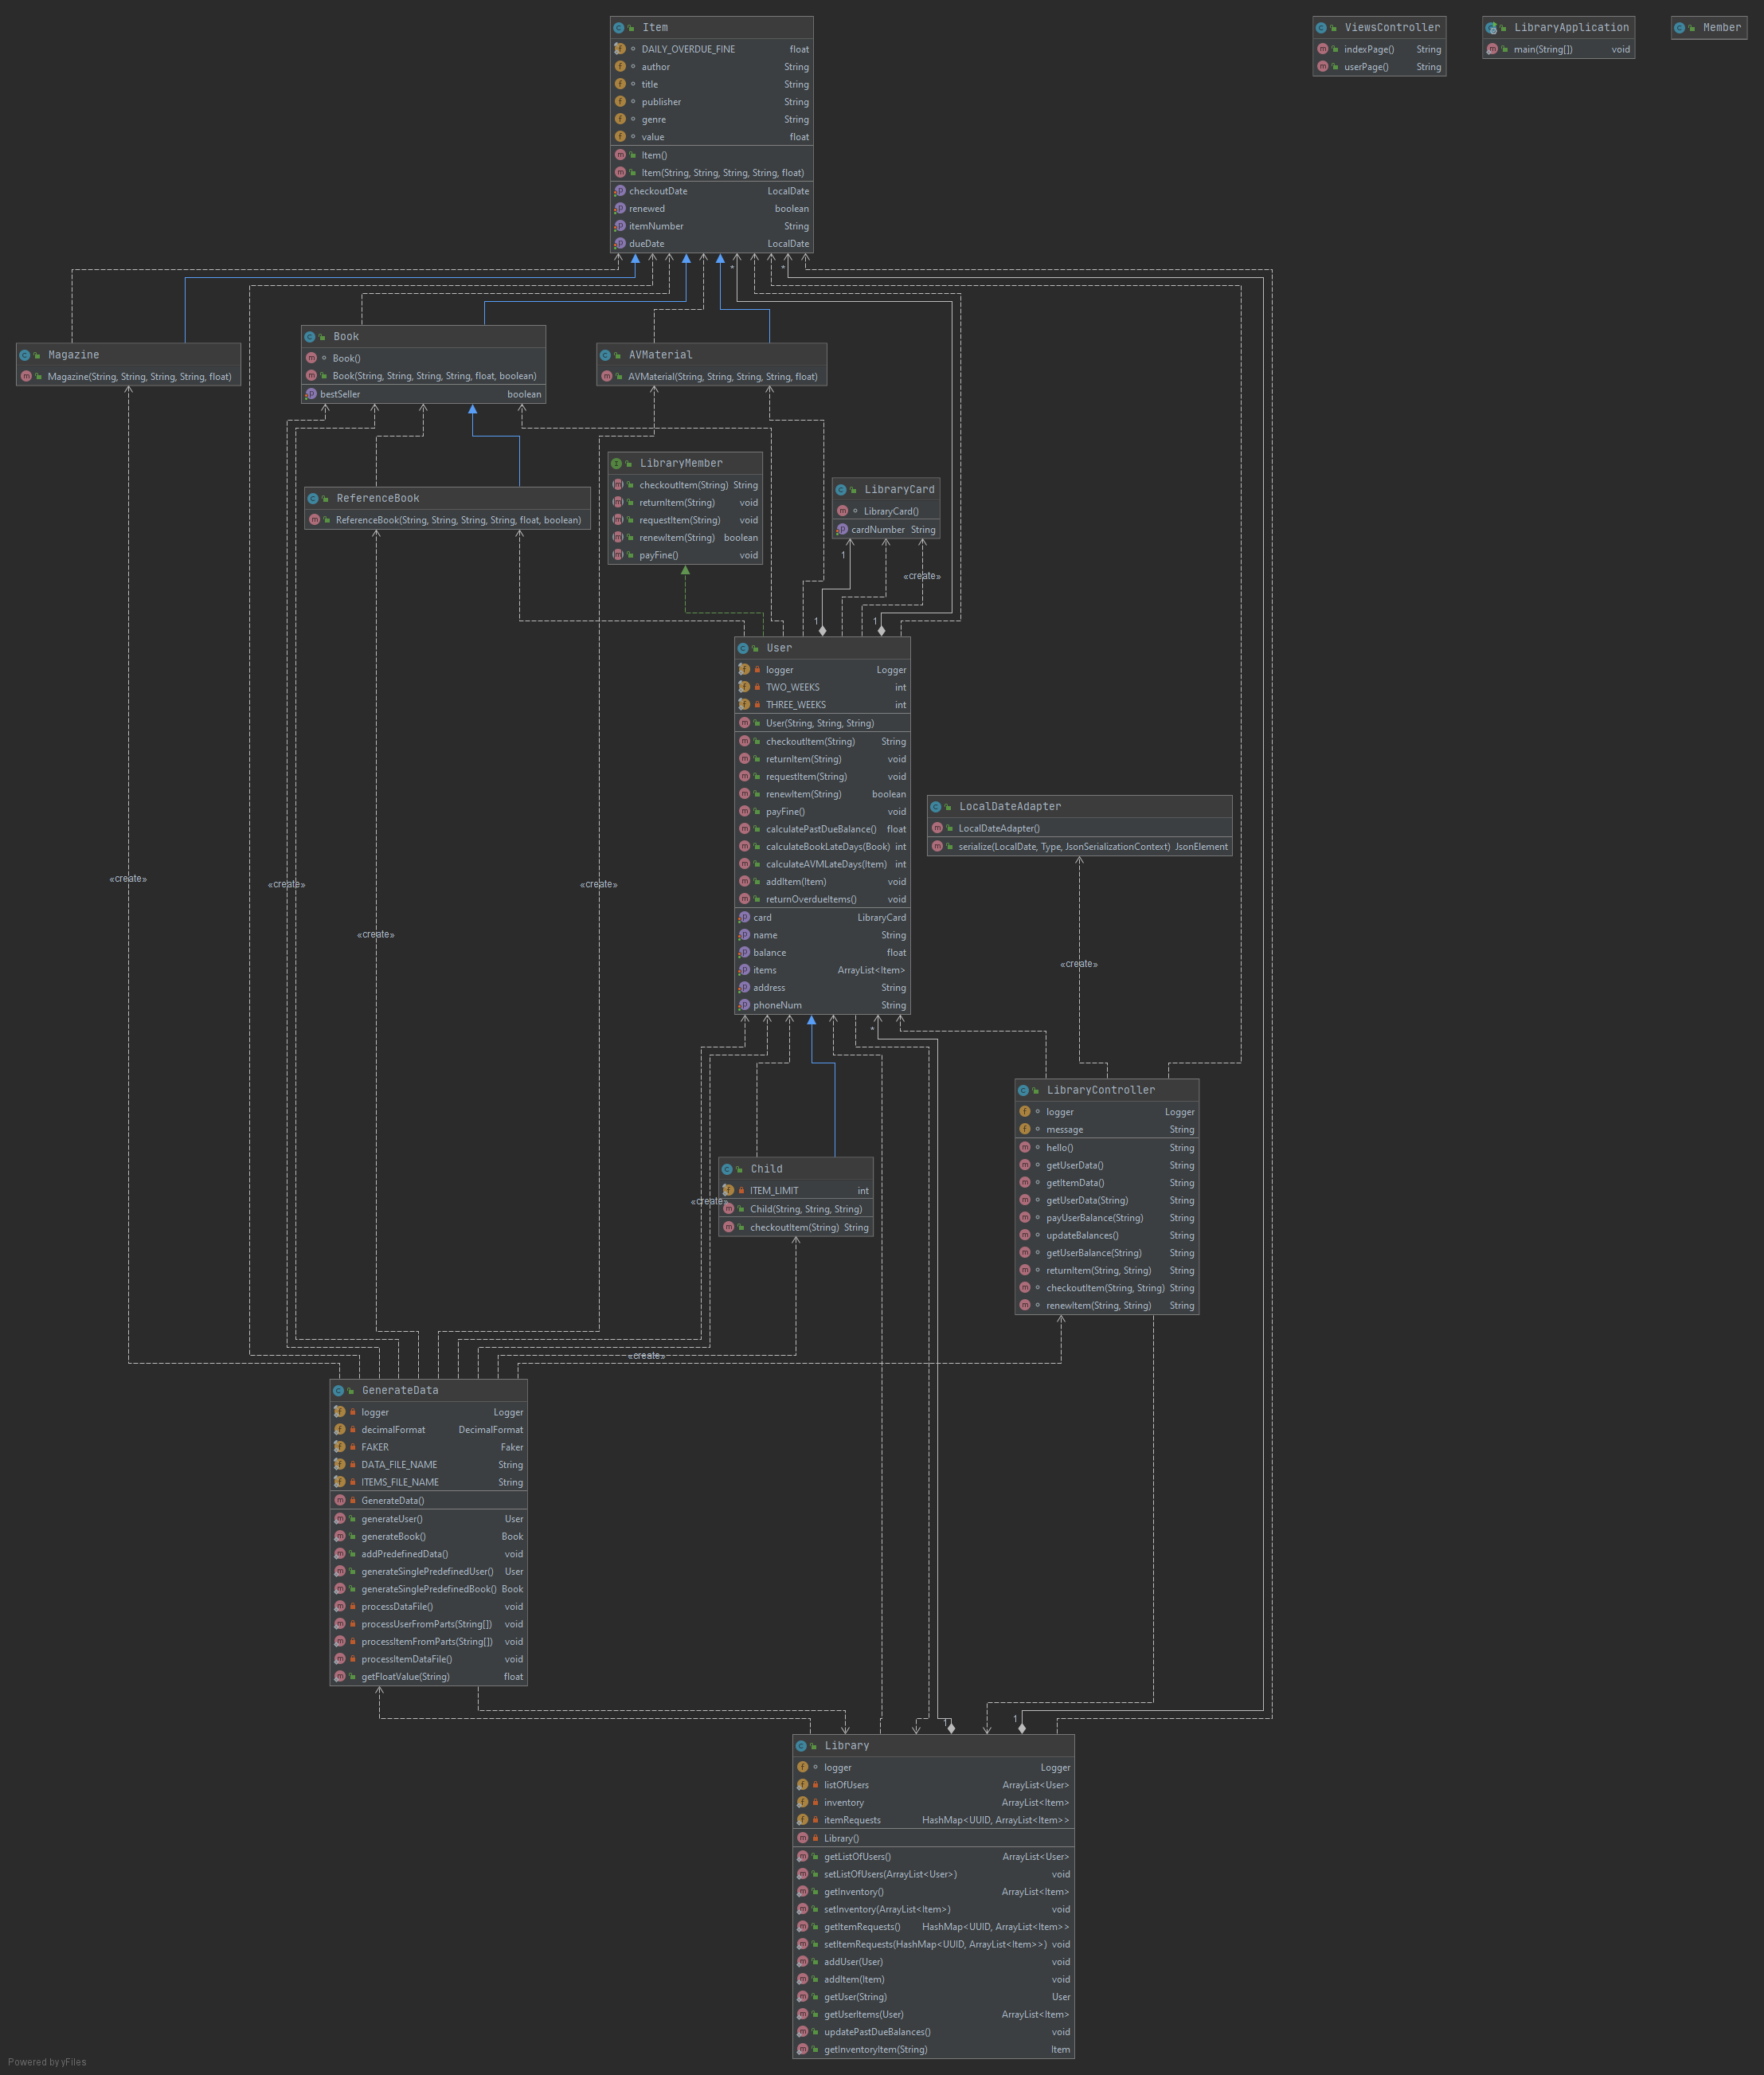 Item
DAILY_OVERDUE_FINE float
author String
title String
publisher String
genre String
value float
Item()
Item(String, String, String, String, float)
checkoutDate LocalDate
renewed boolean
itemNumber String
dueDate LocalDate
ViewsController
indexPage() String
userPage() String
LibraryApplication
main(String[]) void
Member
* *
Magazine
Magazine(String, String, String, String, float)
Book
Book()
Book(String, String, String, String, float, boolean)
bestSeller boolean
AVMaterial
AVMaterial(String, String, String, String, float)
ReferenceBook
ReferenceBook(String, String, String, String, float, boolean)
LibraryMember
checkoutItem(String) String
returnItem(String) void
requestItem(String) void
renewItem(String) boolean
payFine() void
LibraryCard
LibraryCard()
cardNumber String
1
«create»
1 1
User
logger Logger
TWO_WEEKS int
THREE_WEEKS int
User(String, String, String)
checkoutItem(String) String
returnItem(String) void
requestItem(String) void
renewItem(String) boolean
payFine() void
calculatePastDueBalance() float
calculateBookLateDays(Book) int
calculateAVMLateDays(Item) int
addItem(Item) void
returnOverdueItems() void
card LibraryCard
name String
balance float
items ArrayList<Item>
address String
phoneNum String
LocalDateAdapter
LocalDateAdapter()
serialize(LocalDate, Type, JsonSerializationContext) JsonElement
«create»
«create»
«create»
«create»
«create»
*
LibraryController
logger Logger
message String
hello() String
getUserData() String
getItemData() String
getUserData(String) String
payUserBalance(String) String
updateBalances() String
getUserBalance(String) String
returnItem(String, String) String
checkoutItem(String, String) String
renewItem(String, String) String
Child
ITEM_LIMIT int
Child(String, String, String)
checkoutItem(String) String
«create»
«create»
GenerateData
logger Logger
decimalFormat DecimalFormat
FAKER Faker
DATA_FILE_NAME String
ITEMS_FILE_NAME String
GenerateData()
generateUser() User
generateBook() Book
addPredefinedData() void
generateSinglePredefinedUser() User
generateSinglePredefinedBook() Book
processDataFile() void
processUserFromParts(String[]) void
processItemFromParts(String[]) void
processItemDataFile() void
getFloatValue(String) float
1 1
Library
logger Logger
listOfUsers ArrayList<User>
inventory ArrayList<Item>
itemRequests HashMap<UUID, ArrayList<Item>>
Library()
getListOfUsers() ArrayList<User>
setListOfUsers(ArrayList<User>) void
getInventory() ArrayList<Item>
setInventory(ArrayList<Item>) void
getItemRequests() HashMap<UUID, ArrayList<Item>>
setItemRequests(HashMap<UUID, ArrayList<Item>>) void
addUser(User) void
addItem(Item) void
getUser(String) User
getUserItems(User) ArrayList<Item>
updatePastDueBalances() void
getInventoryItem(String) Item
Powered by yFiles